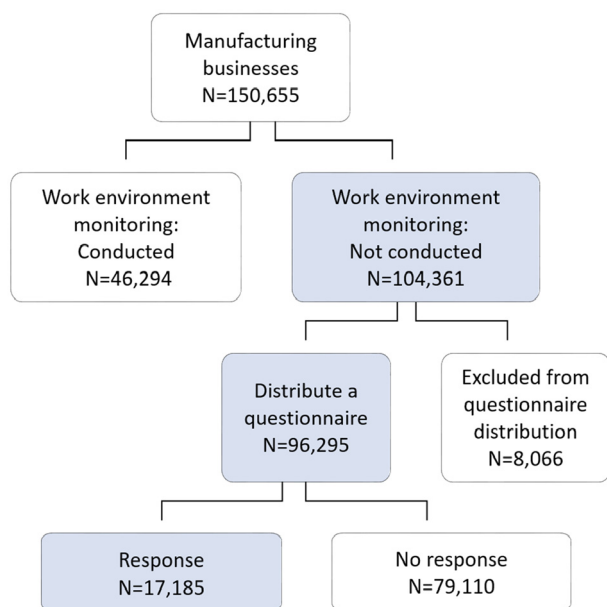 Manufacturing
businesses
N=150,655
Work environment
monitoring:
Conducted
N=46,294
Work environment
monitoring:
Not conducted
N=104,361
Distribute a
questionnaire
N=96,295
Excluded from
questionnaire
distribution
N=8,066
Response
N=17,185
No response
N=79,110